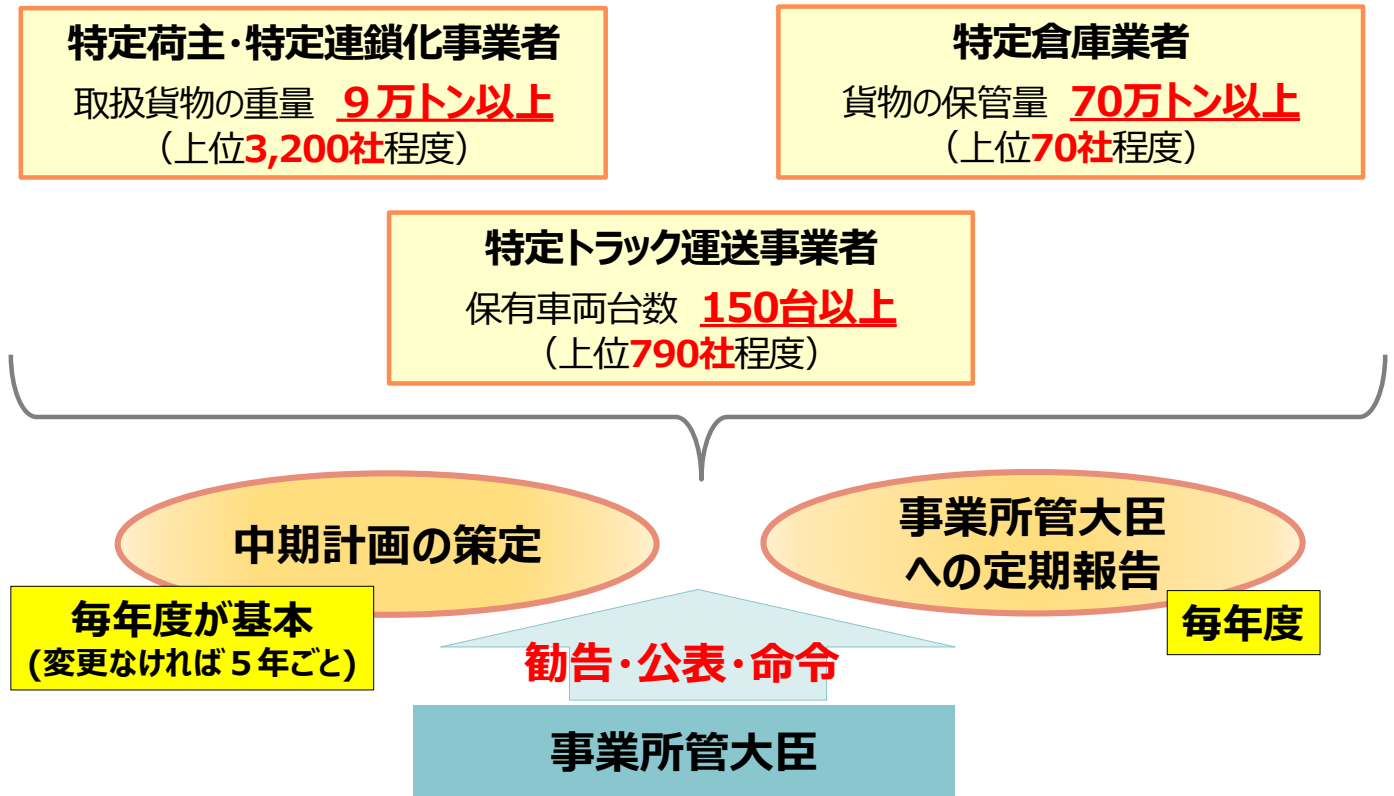 特定荷主･特定連鎖化事業者
取扱貨物の重量 ９万トン以上
（上位3,200社程度）
特定倉庫業者
貨物の保管量 70万トン以上
（上位70社程度）
特定トラック運送事業者
保有車両台数 150台以上
（上位790社程度）
中期計画の策定
毎年度が基本
(変更なければ５年ごと)
事業所管大臣
への定期報告
毎年度
勧告･公表･命令
事業所管大臣